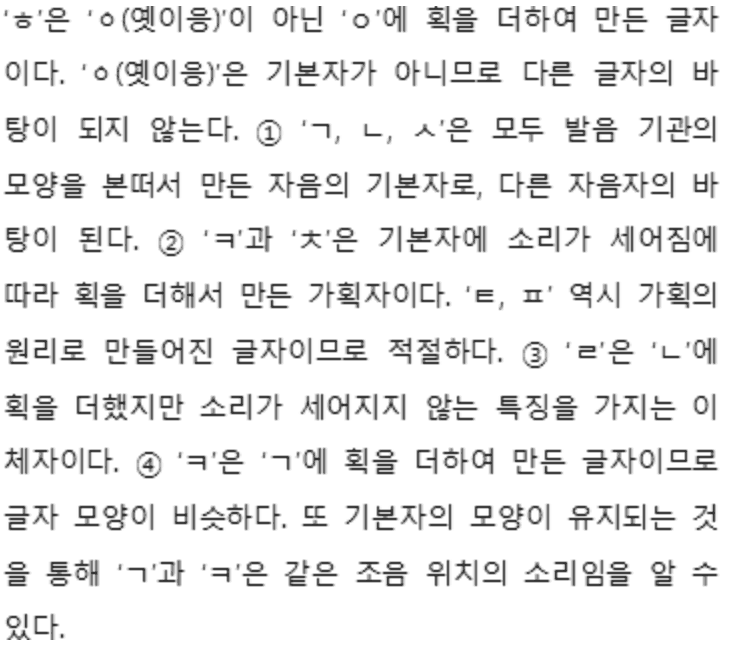 ‘ㅎ’은 ‘ㆁ(옛이응)’이 아닌 ‘ㅇ’에 획을 더하여 만든 글자
이다. ‘ㆁ(옛이응)’은 기본자가 아니므로 다른 글자의 바
탕이 되지 않는다. ① ‘ㄱ, ㄴ, ㅅ’은 모두 발음 기관의
모양을 본떠서 만든 자음의 기본자로, 다른 자음자의 바
탕이 된다. ② ‘ㅋ’과 ‘ㅊ’은 기본자에 소리가 세어짐에
따라 획을 더해서 만든 가획자이다. ‘ㅌ, ㅍ’ 역시 가획의
원리로 만들어진 글자이므로 적절하다. ③ ‘ㄹ’은 ‘ㄴ’에
획을 더했지만 소리가 세어지지 않는 특징을 가지는 이
체자이다. ④ ‘ㅋ’은 ‘ㄱ’에 획을 더하여 만든 글자이므로
글자 모양이 비슷하다. 또 기본자의 모양이 유지되는 것
을 통해 ‘ㄱ’과 ‘ㅋ’은 같은 조음 위치의 소리임을 알 수
있다.